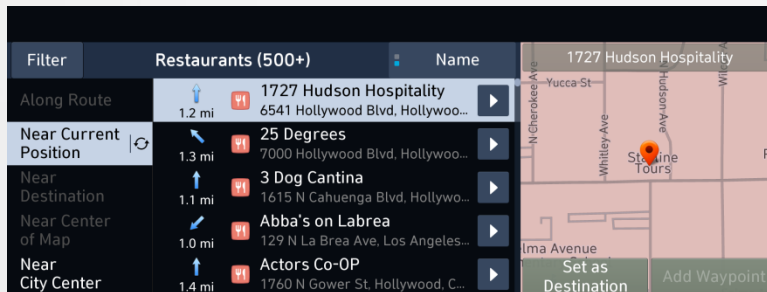 Filter
Restaurants (500+)
Name
Along Route
Near Current
Position
Near
Destination
Near Center
of Map
Near
City Center
1.2 mi
1727 Hudson Hospitality
6541 Hollywood Blvd, Hollywoo...
1.3 mi
25 Degrees
7000 Hollywood Blvd, Hollywoo...
1.1 mi
3 Dog Cantina
1615 N Cahuenga Blvd, Hollywo...
1.0 mi
Abba's on Labrea
129 N La Brea Ave, Los Angeles...
1.4 mi
Actors Co-OP
1760 N Gower St, Hollywood, C...
1727 Hudson Hospitality
Yucca St
N Cherokee Ave
Whitley Ave
N Hudson Ave
Tours
elma Avenue
Set as
Destination
Add Waypoint